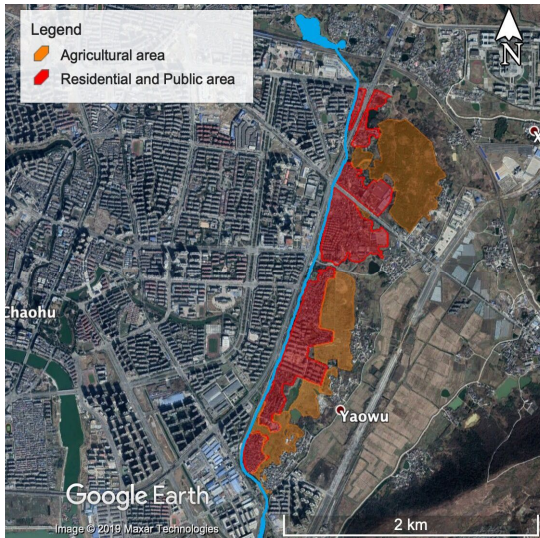 Legend
Agricultural area
Residential and Public area
N
Chaohu
Yaowu
Google Earth
Image © 2019 Maxar Technologies
2 km